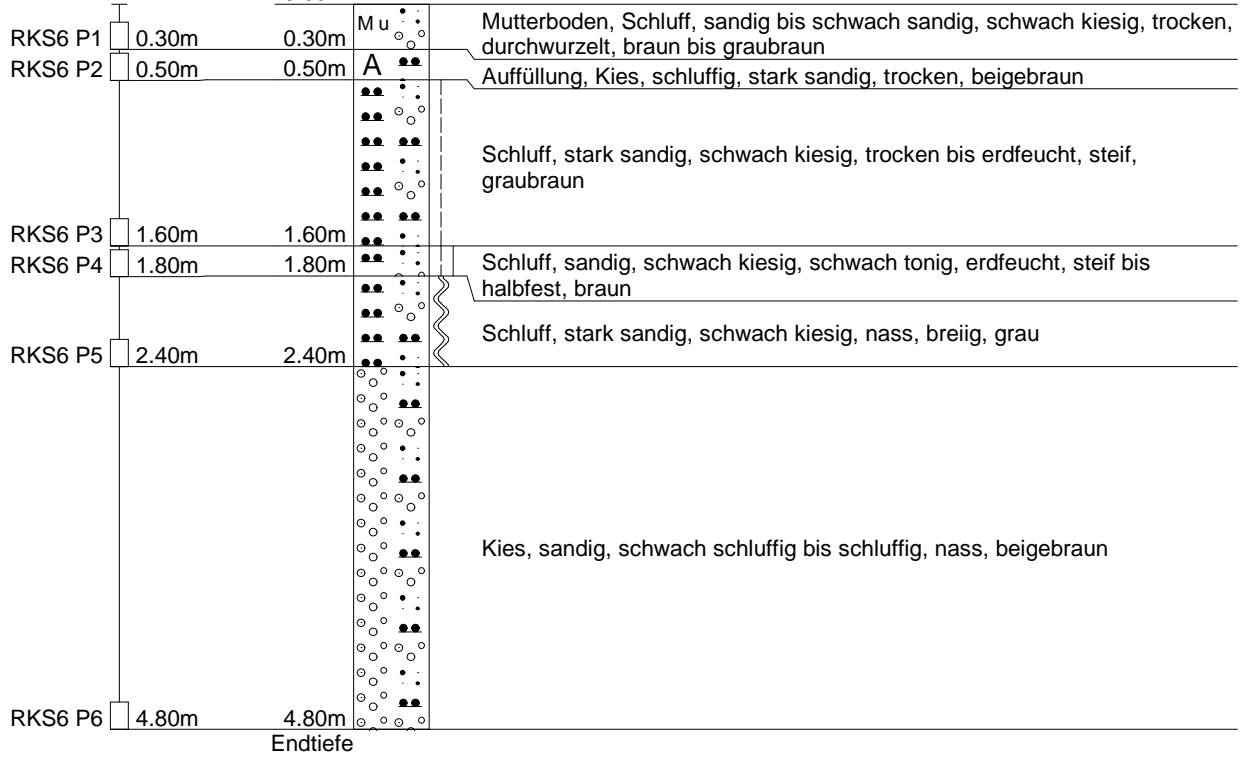 Mu
Mutterboden, Schluff, sandig bis schwach sandig, schwach kiesig, trocken,
durchwurzelt, braun bis graubraun
RKS6 P1 0.30m 0.30m
RKS6 P2 0.50m 0.50m A
Auffüllung, Kies, schluffig, stark sandig, trocken, beigebraun
Schluff, stark sandig, schwach kiesig, trocken bis erdfeucht, steif,
graubraun
RKS6 P3 1.60m 1.60m
RKS6 P4 1.80m 1.80m
Schluff, sandig, schwach kiesig, schwach tonig, erdfeucht, steif bis
halbfest, braun
Schluff, stark sandig, schwach kiesig, nass, breiig, grau
RKS6 P5 2.40m 2.40m
Kies, sandig, schwach schluffig bis schluffig, nass, beigebraun
RKS6 P6 4.80m 4.80m
Endtiefe